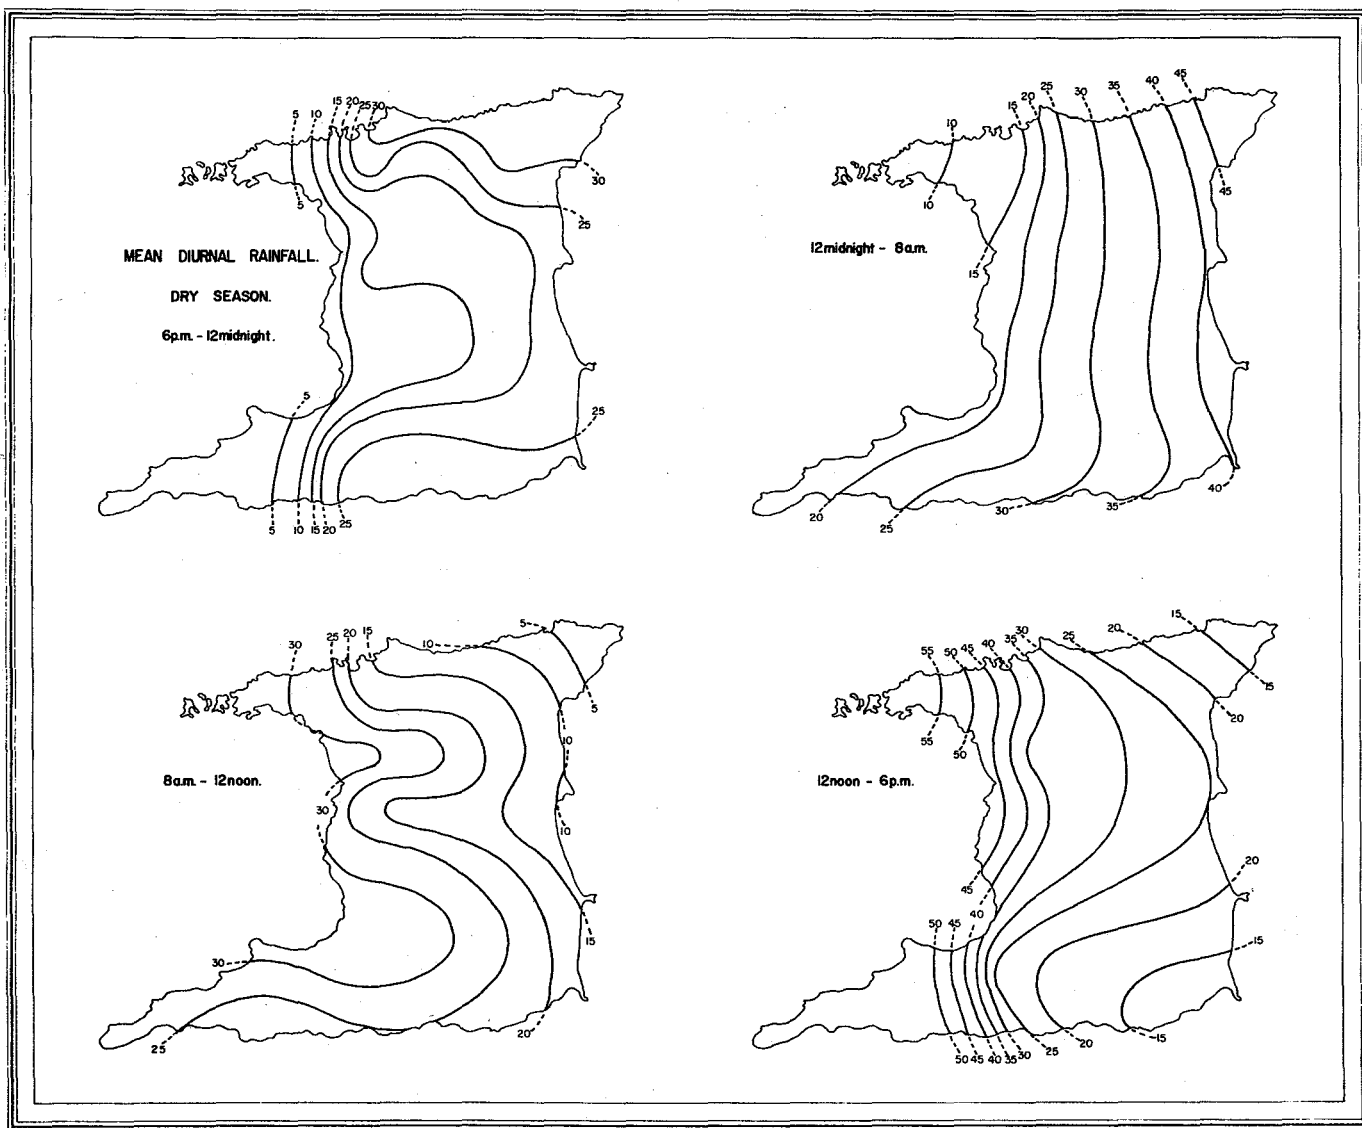 MEAN DIURNAL RAINFALL.
DRY SEASON.
6p.m. - 12midnight.
5 10 15 20 25 30
30
25
5
5
25
5 10 15 20 25
12midnight - 8a.m.
10 15 20 25 30 35 40 45
45
10
15
20 25 30 35 40
8a.m. - 12noon.
30 25 20 15 10 5
5
10
10
30
15
30
25
20
12noon - 6p.m.
55 50 45 40 35 30 25 20 15
15
20
55
50
45
40
20
50 45
15
50 45 40 35 30 25 20 15